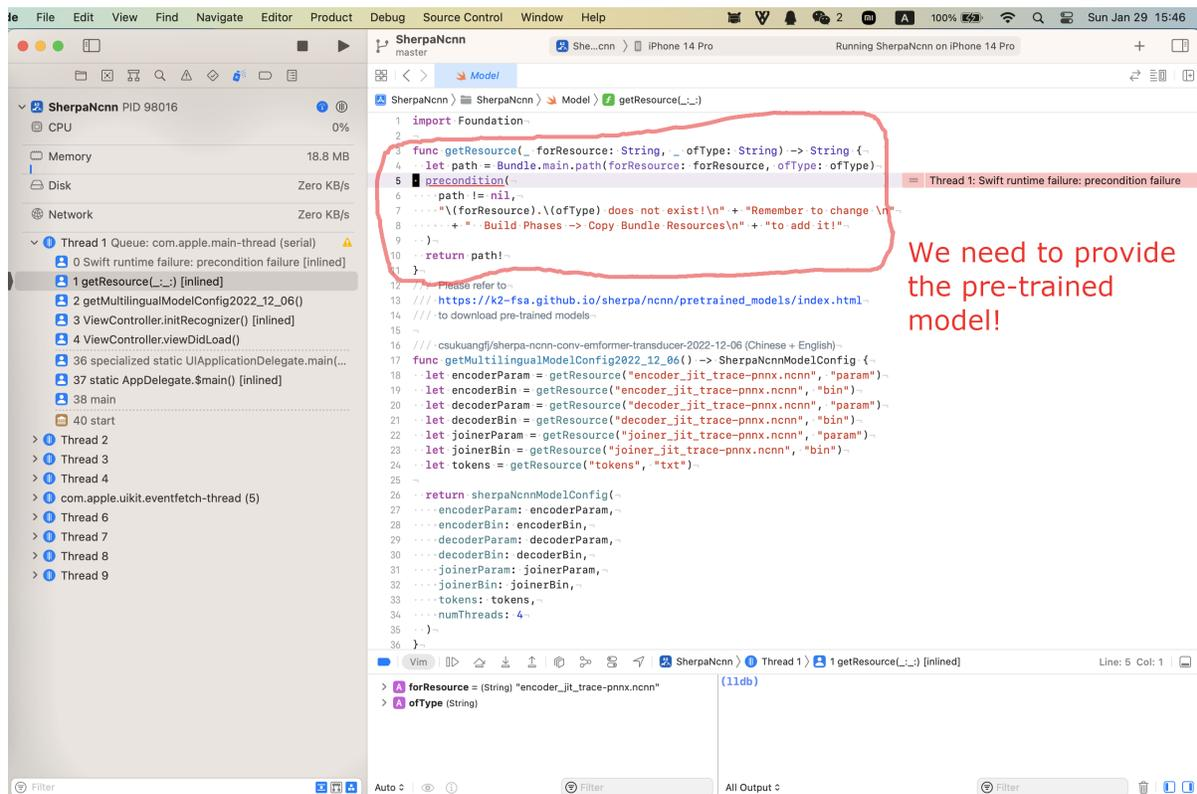 de File Edit View Find Navigate Editor Product Debug Source Control Window Help 2 A 100% Sun Jan 29 15:46
SherpaNcnn
master
She...cnn 〉 iPhone 14 Pro
Running SherpaNcnn on iPhone 14 Pro
Model
SherpaNcnn 〉 SherpaNcnn 〉 Model 〉 getResource(_:_:)
SherpaNcnn PID 98016
CPU 0%
Memory 18.8 MB
Disk Zero KB/s
Network Zero KB/s
Thread 1 Queue: com.apple.main-thread (serial)
0 Swift runtime failure: precondition failure [inlined]
1 getResource(_:_:) [inlined]
2 getMultilingualModelConfig2022_12_06()
3 ViewController.initRecognizer() [inlined]
4 ViewController.viewDidLoad()
36 specialized static UIApplicationDelegate.main(...
37 static AppDelegate.$main() [inlined]
38 main
40 start
Thread 2
Thread 3
Thread 4
com.apple.uikit.eventfetch-thread (5)
Thread 6
Thread 7
Thread 8
Thread 9
Filter
1 import Foundation
2
3 func getResource(_ forResource: String, _ ofType: String) -> String {
4 let path = Bundle.main.path(forResource: forResource, ofType: ofType)
5 precondition(
6 path != nil,
7 "\(forResource).\(ofType) does not exist!\n" + "Remember to change \n"
8 + " Build Phases -> Copy Bundle Resources\n" + "to add it!"
9 )
10 return path!
11 }
12 /// Please refer to
13 /// https://k2-fsa.github.io/sherpa/ncnn/pretrained_models/index.html
14 /// to download pre-trained models
15
16 /// csukuangfj/sherpa-ncnn-conv-emformer-transducer-2022-12-06 (Chinese + English)
17 func getMultilingualModelConfig2022_12_06() -> SherpaNcnnModelConfig {
18 let encoderParam = getResource("encoder_jit_trace-pnnx.ncnn", "param")
19 let encoderBin = getResource("encoder_jit_trace-pnnx.ncnn", "bin")
20 let decoderParam = getResource("decoder_jit_trace-pnnx.ncnn", "param")
21 let decoderBin = getResource("decoder_jit_trace-pnnx.ncnn", "bin")
22 let joinerParam = getResource("joiner_jit_trace-pnnx.ncnn", "param")
23 let joinerBin = getResource("joiner_jit_trace-pnnx.ncnn", "bin")
24 let tokens = getResource("tokens", "txt")
25
26 return sherpaNcnnModelConfig(
27 encoderParam: encoderParam,
28 encoderBin: encoderBin,
29 decoderParam: decoderParam,
30 decoderBin: decoderBin,
31 joinerParam: joinerParam,
32 joinerBin: joinerBin,
33 tokens: tokens,
34 numThreads: 4
35 )
36 }
Thread 1: Swift runtime failure: precondition failure
We need to provide
the pre-trained
model!
Vim
SherpaNcnn 〉 Thread 1 〉 1 getResource(_:_:) [inlined]
Line: 5 Col: 1
A forResource = (String) "encoder_jit_trace-pnnx.ncnn"
A ofType (String)
(lldb)
Auto
Filter
All Output
Filter